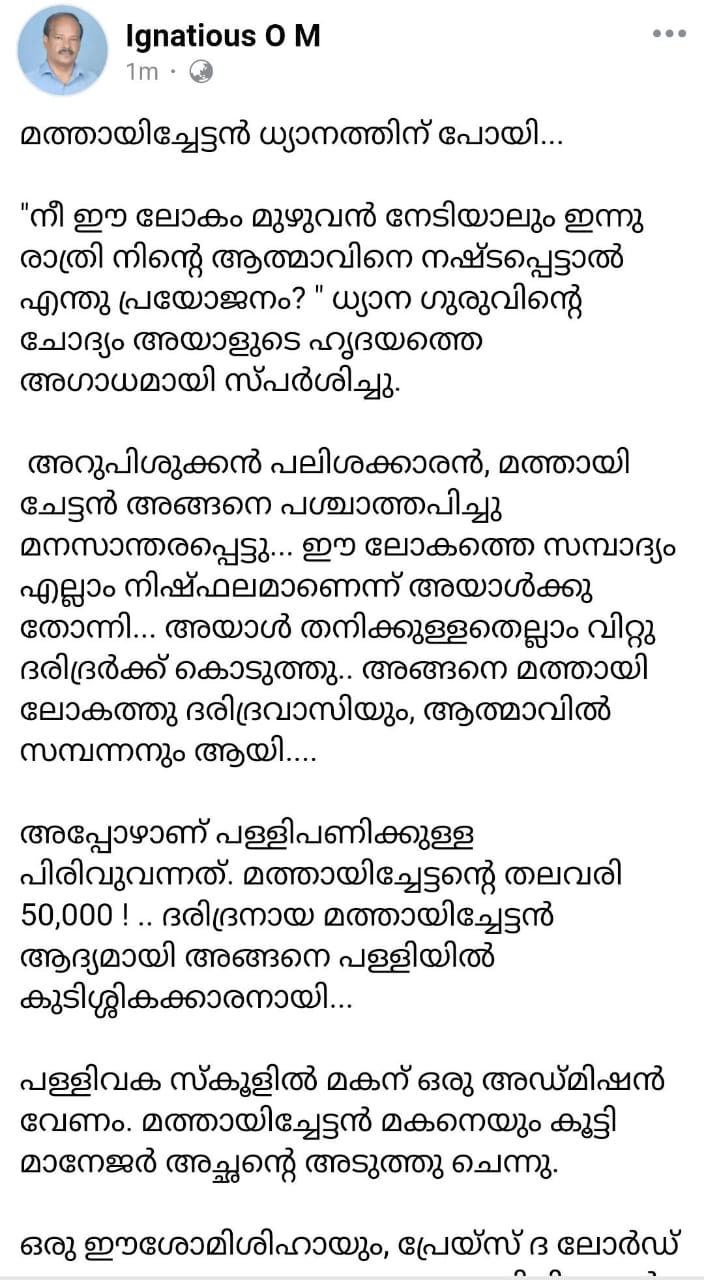 Ignatious O M
1m ·
മത്തായിച്ചേട്ടൻ ധ്യാനത്തിന് പോയി...
"നീ ഈ ലോകം മുഴുവൻ നേടിയാലും ഇന്നു
രാത്രി നിന്റെ ആത്മാവിനെ നഷ്ടപ്പെട്ടാൽ
എന്തു പ്രയോജനം? " ധ്യാന ഗുരുവിന്റെ
ചോദ്യം അയാളുടെ ഹൃദയത്തെ
അഗാധമായി സ്പർശിച്ചു.
അറുപിശുക്കൻ പലിശക്കാരൻ, മത്തായി
ചേട്ടൻ അങ്ങനെ പശ്ചാത്തപിച്ചു
മനസാന്തരപ്പെട്ടു... ഈ ലോകത്തെ സമ്പാദ്യം
എല്ലാം നിഷ്ഫലമാണെന്ന് അയാൾക്കു
തോന്നി... അയാൾ തനിക്കുള്ളതെല്ലാം വിറ്റു
ദരിദ്രർക്ക് കൊടുത്തു.. അങ്ങനെ മത്തായി
ലോകത്തു ദരിദ്രവാസിയും, ആത്മാവിൽ
സമ്പന്നനും ആയി....
അപ്പോഴാണ് പള്ളിപണിക്കുള്ള
പിരിവുവന്നത്. മത്തായിച്ചേട്ടന്റെ തലവരി
50,000 ! .. ദരിദ്രനായ മത്തായിച്ചേട്ടൻ
ആദ്യമായി അങ്ങനെ പള്ളിയിൽ
കുടിശ്ശികക്കാരനായി...
പള്ളിവക സ്കൂളിൽ മകന് ഒരു അഡ്മിഷൻ
വേണം. മത്തായിച്ചേട്ടൻ മകനെയും കൂട്ടി
മാനേജർ അച്ഛന്റെ അടുത്തു ചെന്നു.
ഒരു ഈശോമിശിഹായും, പ്രേയ്സ് ദ ലോർഡ്